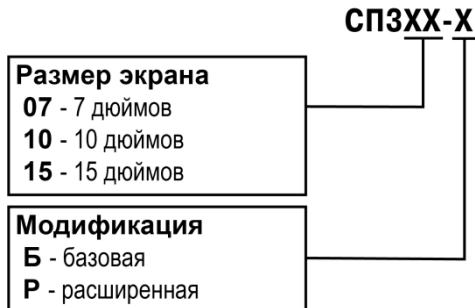 СП3ХХ-Х
Размер экрана
07 - 7 дюймов
10 - 10 дюймов
15 - 15 дюймов
Модификация
Б - базовая
Р - расширенная